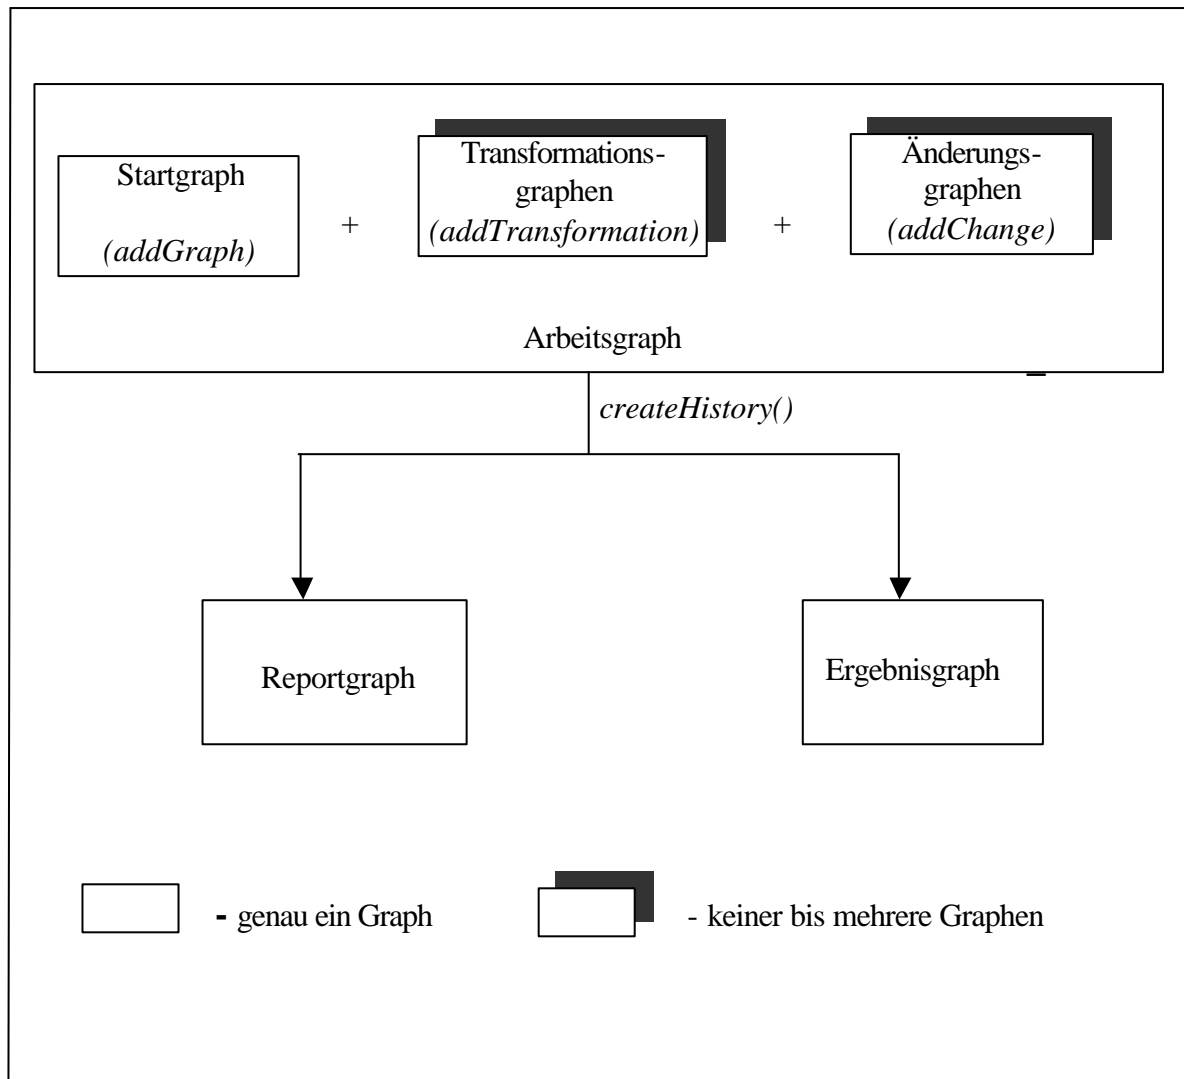 Startgraph
(addGraph)
+
Transformations-
graphen
(addTransformation)
+
Änderungs-
graphen
(addChange)
Arbeitsgraph
createHistory()
Reportgraph
Ergebnisgraph
- genau ein Graph
- keiner bis mehrere Graphen